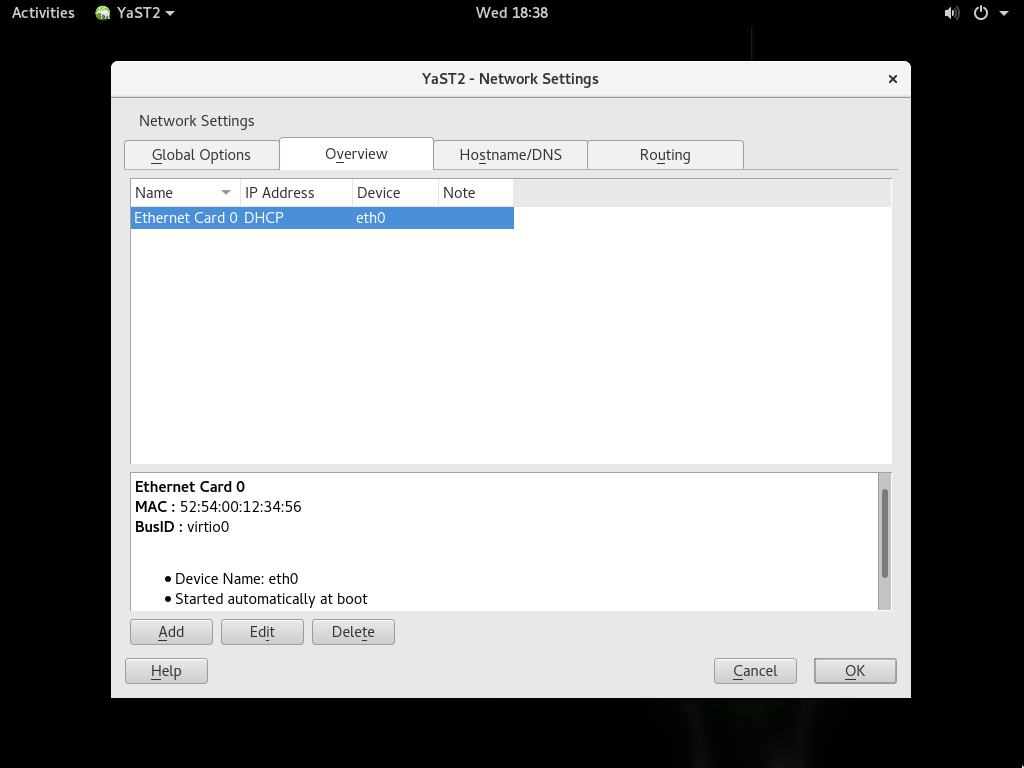 Activities YaST2 Wed 18:38
YaST2 - Network Settings
Network Settings
Global Options Overview Hostname/DNS Routing
Name IP Address Device Note
Ethernet Card 0 DHCP eth0
Ethernet Card 0
MAC : 52:54:00:12:34:56
BusID : virtio0
• Device Name: eth0
• Started automatically at boot
Add Edit Delete
Help Cancel OK